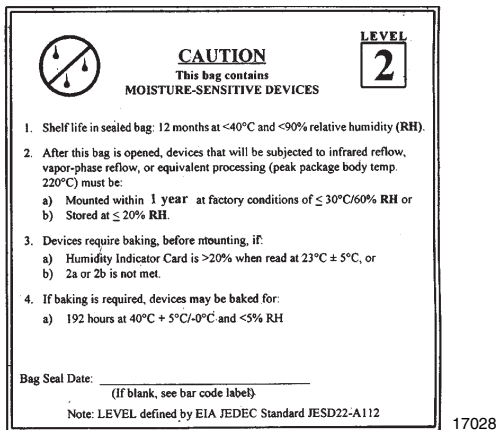 LEVEL
2
CAUTION
This bag contains
MOISTURE-SENSITIVE DEVICES
1. Shelf life in sealed bag: 12 months at <40°C and <90% relative humidity (RH).
2. After this bag is opened, devices that will be subjected to infrared reflow,
vapor-phase reflow, or equivalent processing (peak package body temp.
220°C) must be:
a) Mounted within 1 year at factory conditions of ≤ 30°C/60% RH or
b) Stored at ≤ 20% RH.
3. Devices require baking, before mounting, if:
a) Humidity Indicator Card is >20% when read at 23°C ± 5°C, or
b) 2a or 2b is not met.
4. If baking is required, devices may be baked for:
a) 192 hours at 40°C + 5°C/-0°C and <5% RH
Bag Seal Date:
(If blank, see bar code label)
Note: LEVEL defined by EIA JEDEC Standard JESD22-A112
17028